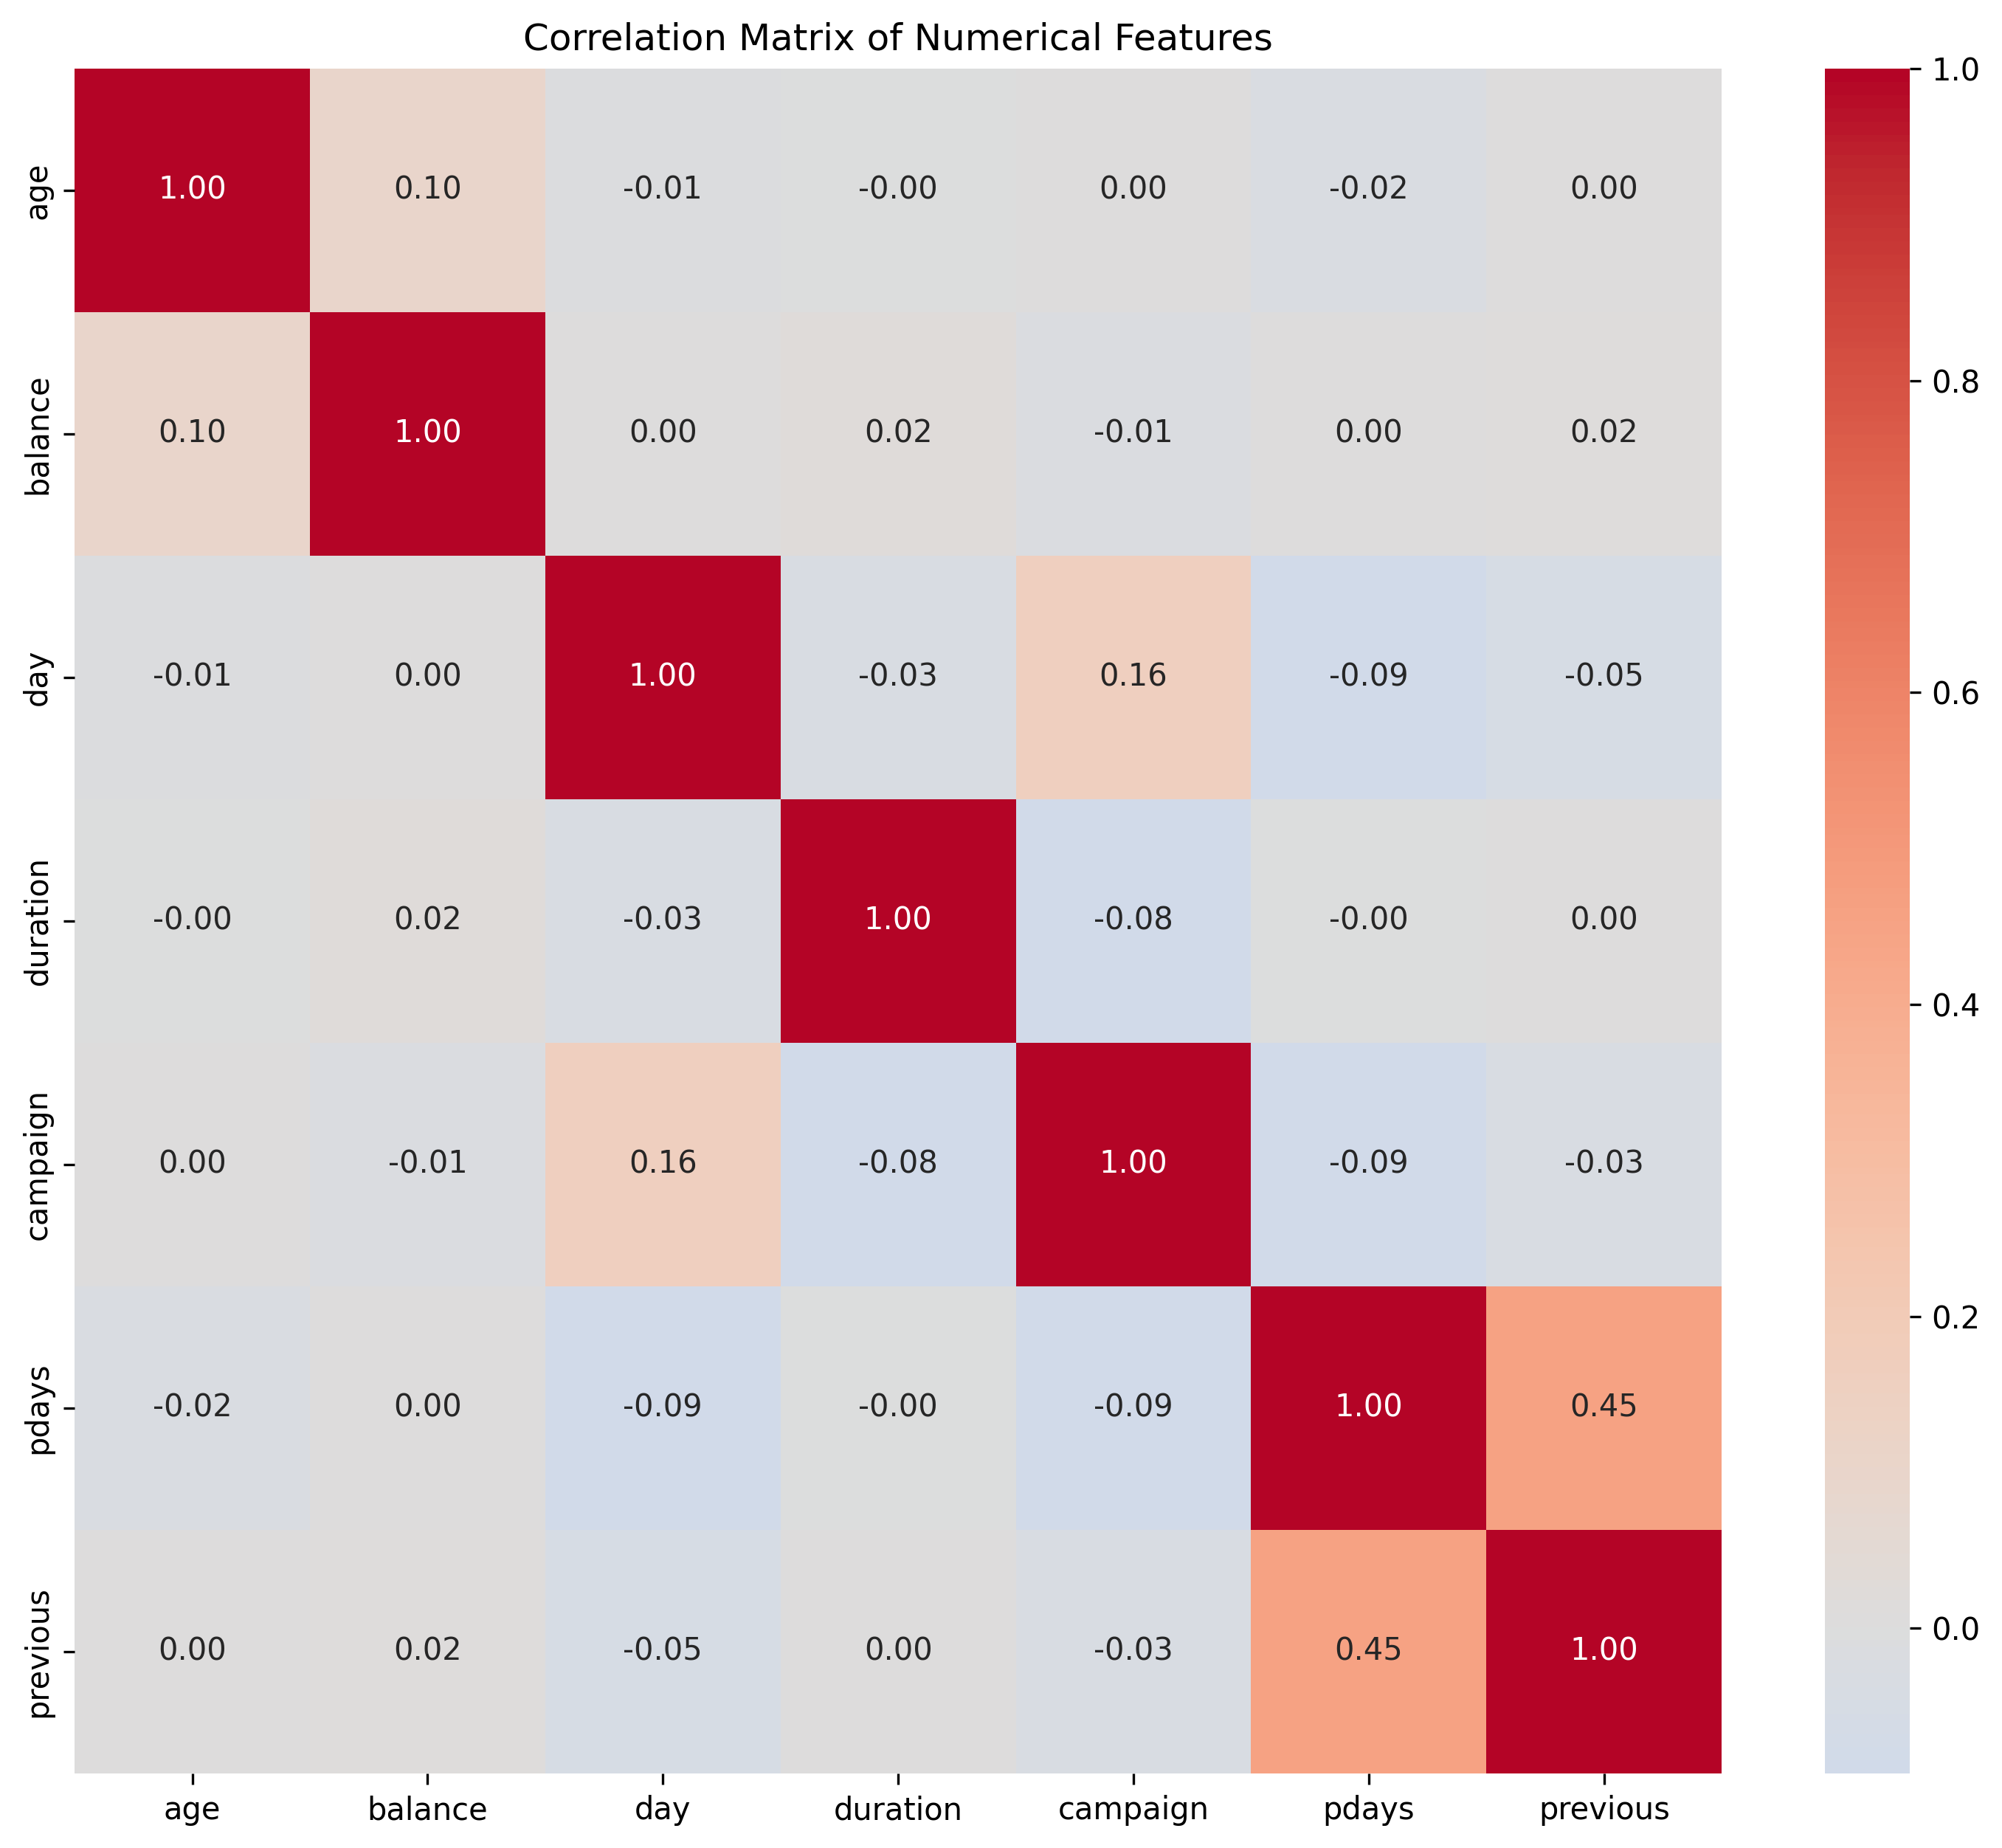 Correlation Matrix of Numerical Features
age 1.00 0.10 -0.01 -0.00 0.00 -0.02 0.00
balance 0.10 1.00 0.00 0.02 -0.01 0.00 0.02
day -0.01 0.00 1.00 -0.03 0.16 -0.09 -0.05
duration -0.00 0.02 -0.03 1.00 -0.08 -0.00 0.00
campaign 0.00 -0.01 0.16 -0.08 1.00 -0.09 -0.03
pdays -0.02 0.00 -0.09 -0.00 -0.09 1.00 0.45
previous 0.00 0.02 -0.05 0.00 -0.03 0.45 1.00
age balance day duration campaign pdays previous
1.0
0.8
0.6
0.4
0.2
0.0